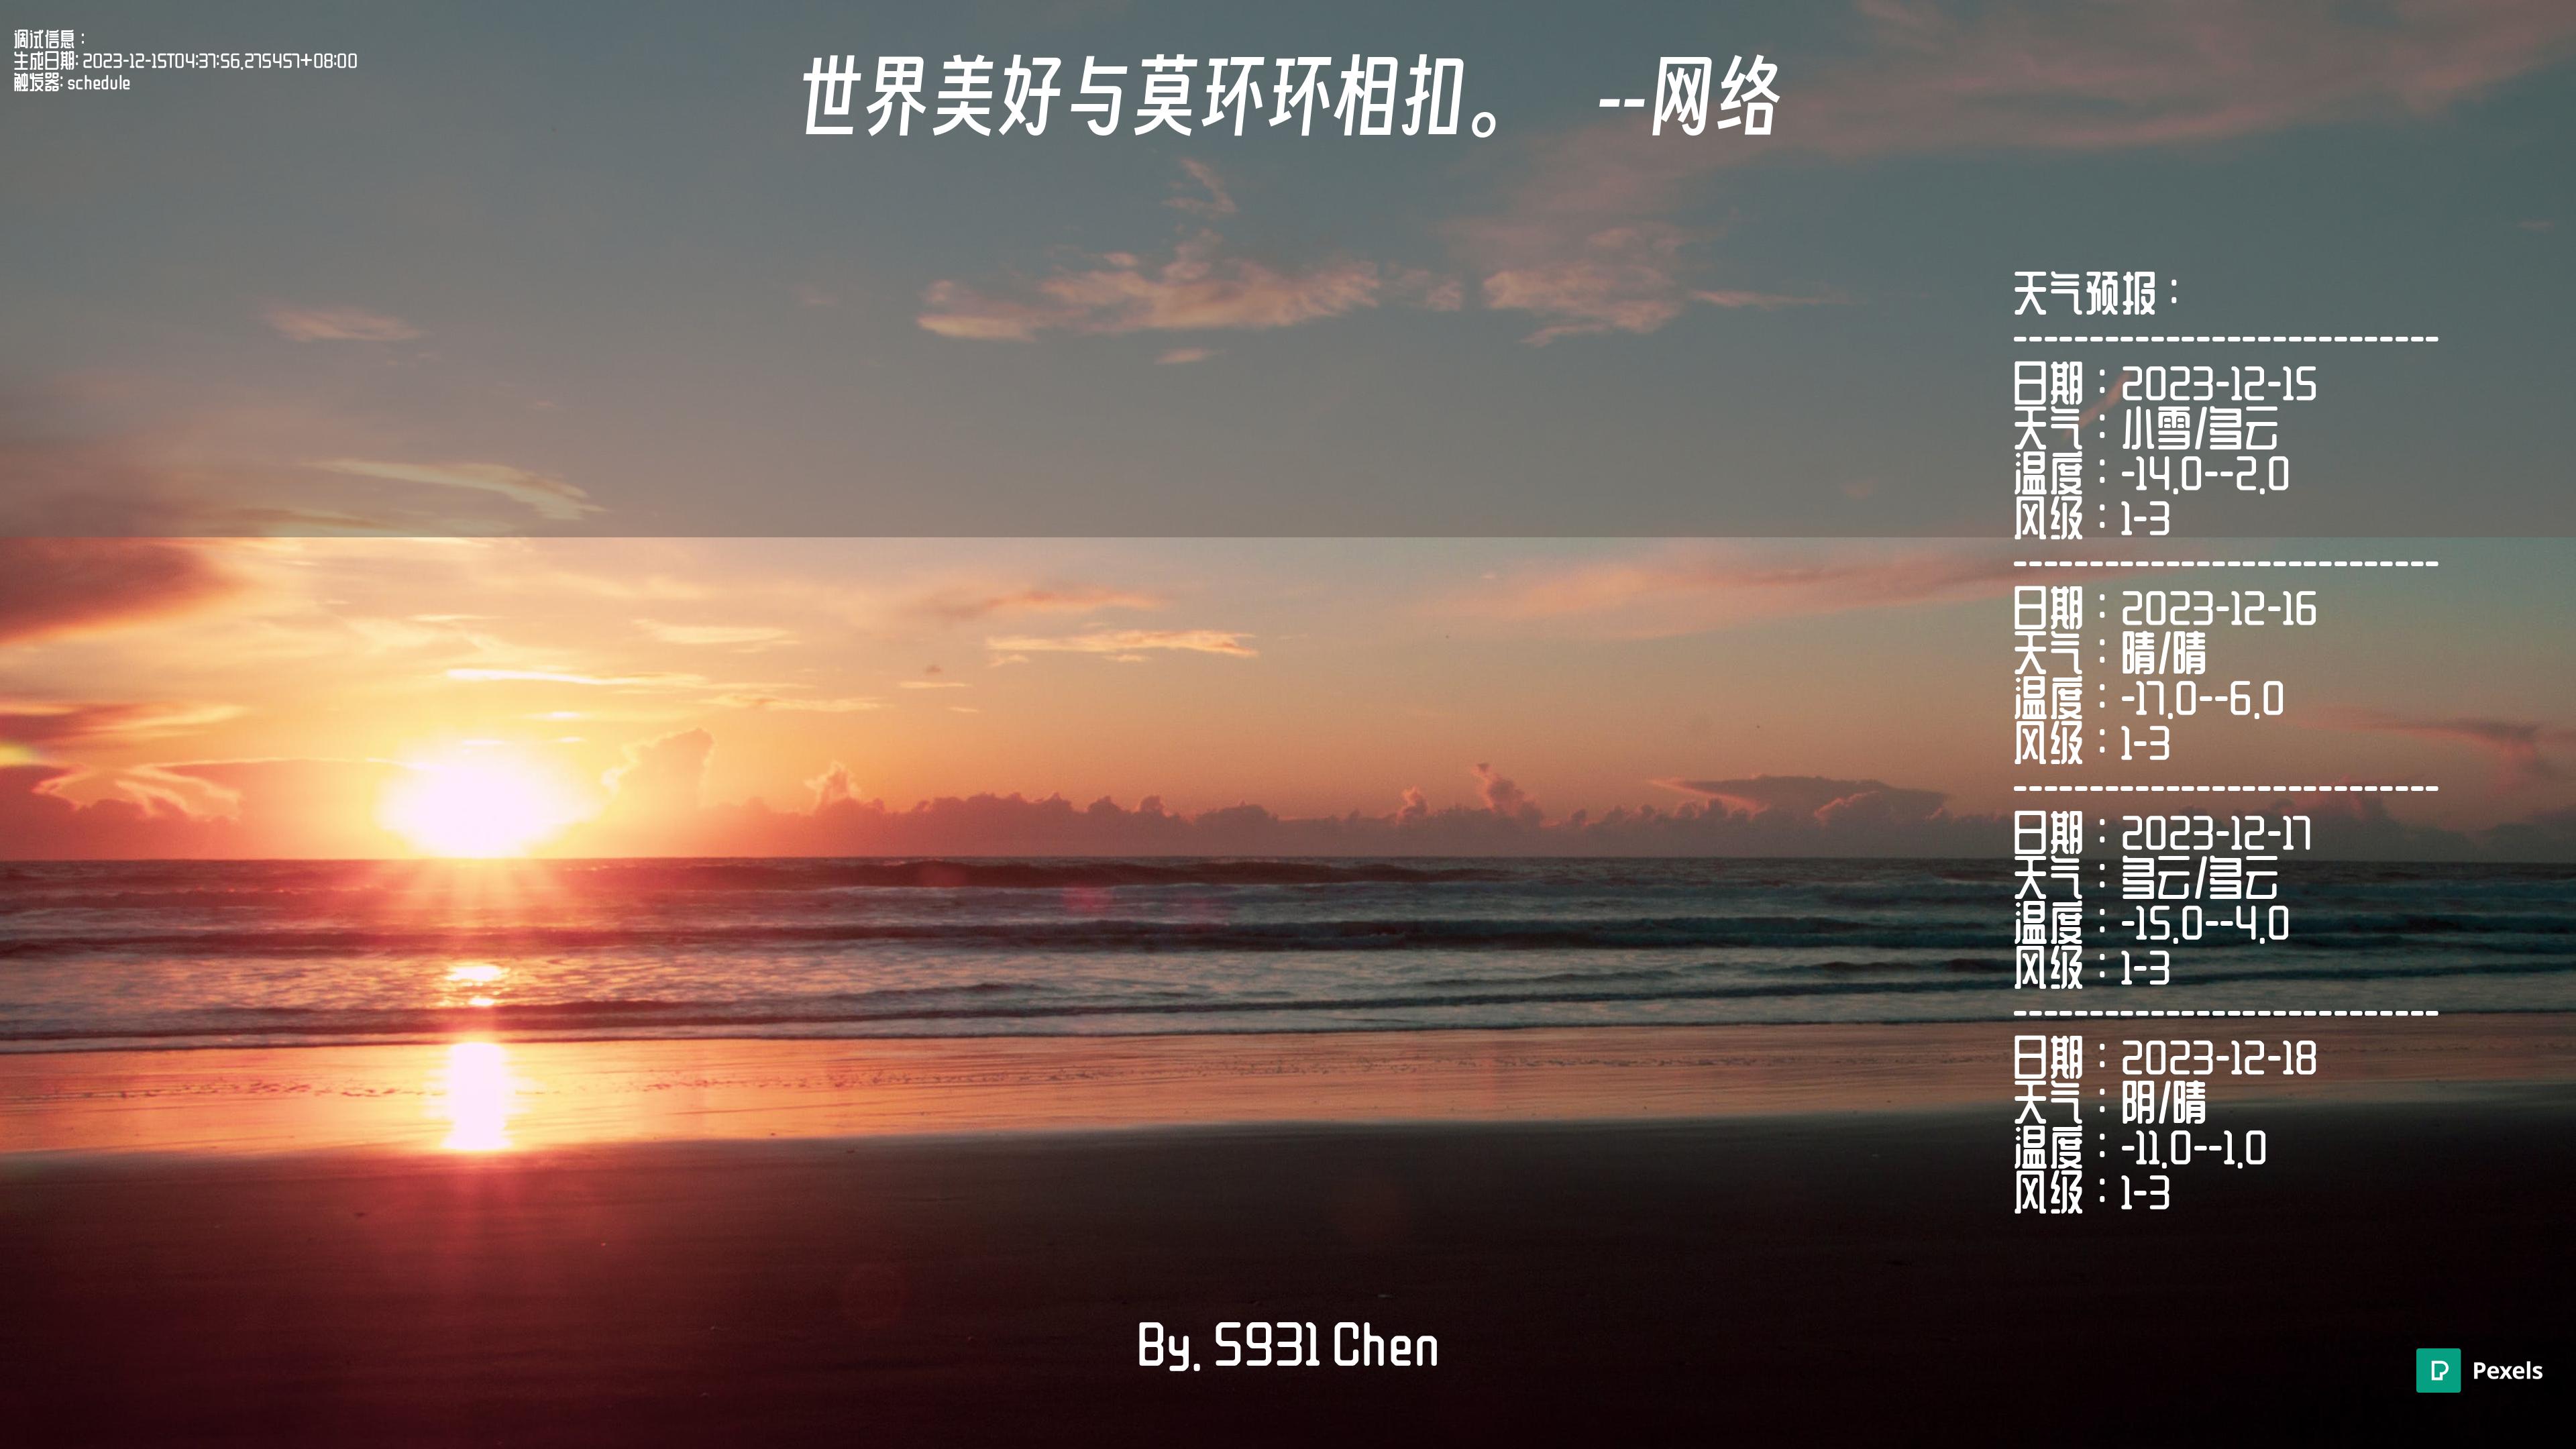 调试信息：
生成日期: 2023-12-15T04:37:56.275457+08:00
触发器: schedule
世界美好与莫环环相扣。 --网络
天气预报：
----------------------------
日期：2023-12-15
天气：小雪/多云
温度：-14.0--2.0
风级：1-3
----------------------------
日期：2023-12-16
天气：晴/晴
温度：-17.0--6.0
风级：1-3
----------------------------
日期：2023-12-17
天气：多云/多云
温度：-15.0--4.0
风级：1-3
----------------------------
日期：2023-12-18
天气：阴/晴
温度：-11.0--1.0
风级：1-3
By. S931 Chen
Pexels